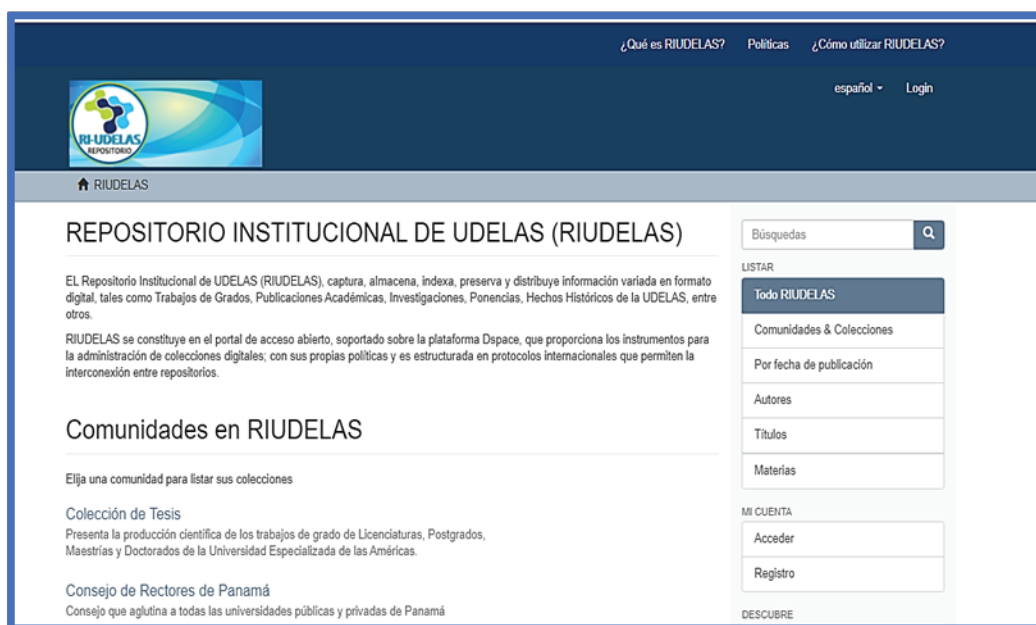 ¿Qué es RIUDELAS? Políticas ¿Cómo utilizar RIUDELAS?
español Login
RI-UDELAS
REPOSITORIO
RIUDELAS
REPOSITORIO INSTITUCIONAL DE UDELAS (RIUDELAS)
EL Repositorio Institucional de UDELAS (RIUDELAS), captura, almacena, indexa, preserva y distribuye información variada en formato
digital, tales como Trabajos de Grados, Publicaciones Académicas, Investigaciones, Ponencias, Hechos Históricos de la UDELAS, entre
otros.
RIUDELAS se constituye en el portal de acceso abierto, soportado sobre la plataforma Dspace, que proporciona los instrumentos para
la administración de colecciones digitales; con sus propias políticas y es estructurada en protocolos internacionales que permiten la
interconexión entre repositorios.
Comunidades en RIUDELAS
Elija una comunidad para listar sus colecciones
Colección de Tesis
Presenta la producción científica de los trabajos de grado de Licenciaturas, Postgrados,
Maestrías y Doctorados de la Universidad Especializada de las Américas.
Consejo de Rectores de Panamá
Consejo que aglutina a todas las universidades públicas y privadas de Panamá
Búsquedas
LISTAR
Todo RIUDELAS
Comunidades & Colecciones
Por fecha de publicación
Autores
Títulos
Materias
MI CUENTA
Acceder
Registro
DESCUBRE